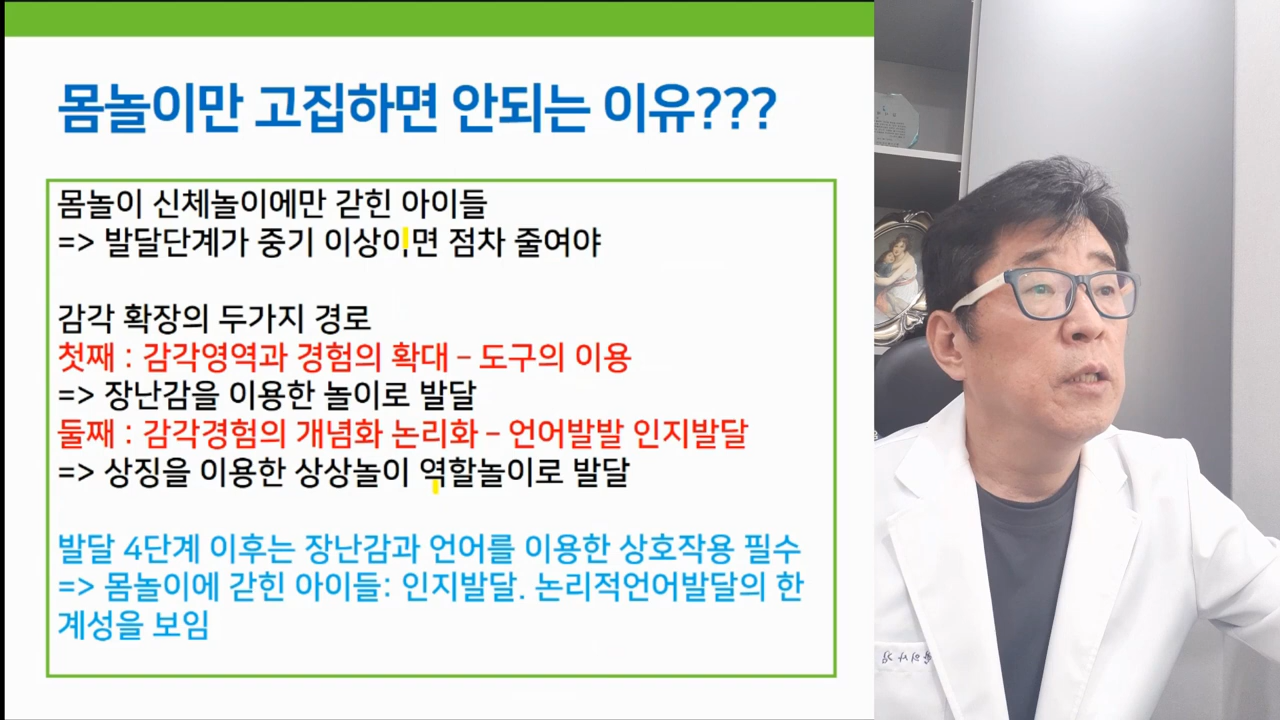 몸놀이만 고집하면 안되는 이유???
몸놀이 신체놀이에만 갇힌 아이들
=> 발달단계가 중기 이상이면 점차 줄여야
감각 확장의 두가지 경로
첫째 : 감각영역과 경험의 확대 – 도구의 이용
=> 장난감을 이용한 놀이로 발달
둘째 : 감각경험의 개념화 논리화 – 언어발발 인지발달
=> 상징을 이용한 상상놀이 역할놀이로 발달
발달 4단계 이후는 장난감과 언어를 이용한 상호작용 필수
=> 몸놀이에 갇힌 아이들: 인지발달. 논리적언어발달의 한
계성을 보임